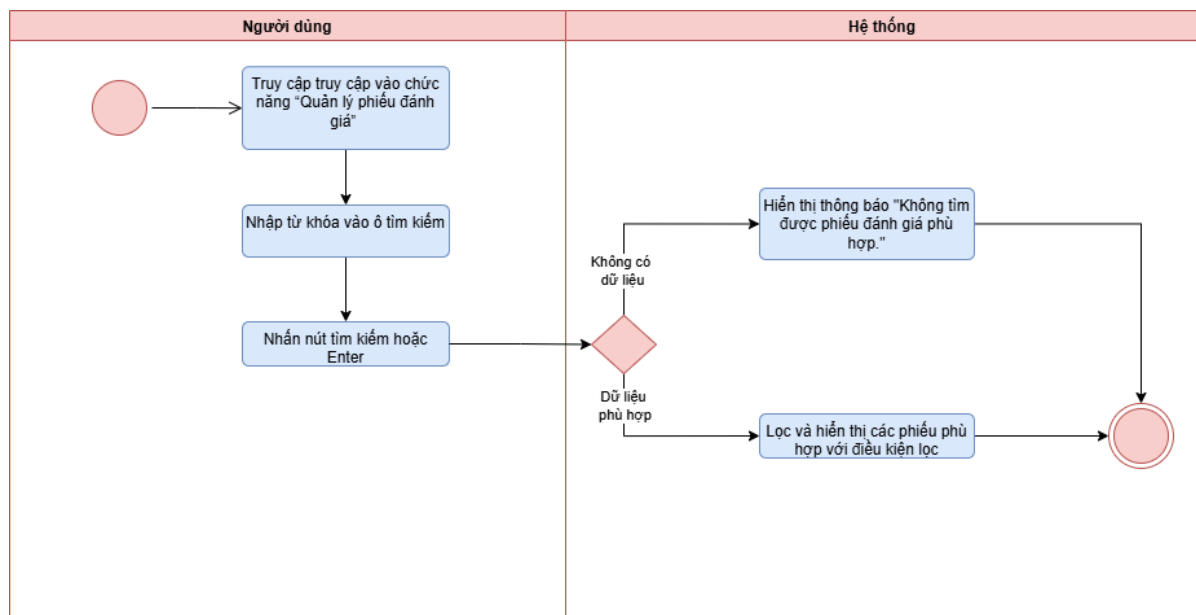 Người dùng
Hệ thống
Truy cập truy cập vào chức
năng “Quản lý phiếu đánh
giá”
Nhập từ khóa vào ô tìm kiếm
Nhấn nút tìm kiếm hoặc
Enter
Không có
dữ liệu
Hiển thị thông báo "Không tìm
được phiếu đánh giá phù
hợp."
Dữ liệu
phù hợp
Lọc và hiển thị các phiếu phù
hợp với điều kiện lọc